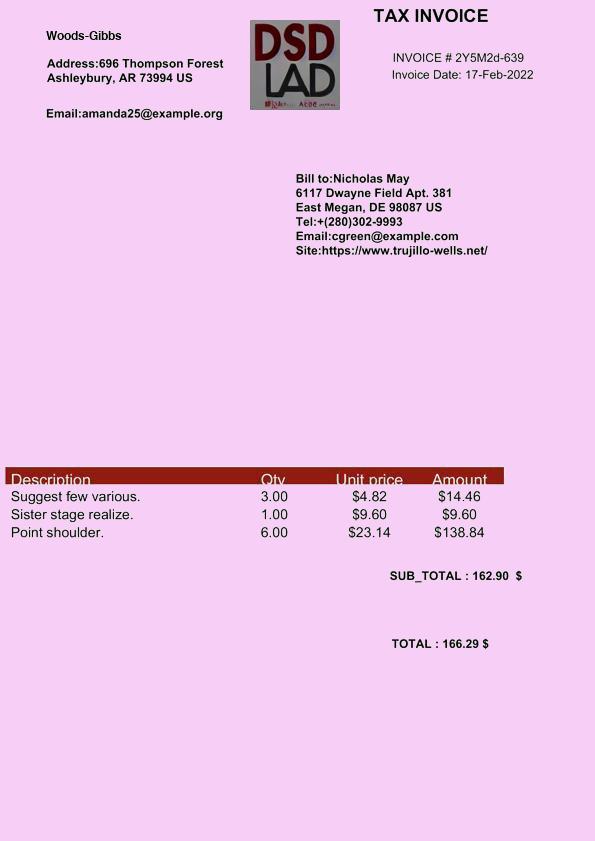 TAX INVOICE
Woods-Gibbs
Address:696 Thompson Forest
Ashleybury, AR 73994 US
Email:amanda25@example.org
DSD
LAD
INVOICE # 2Y5M2d-639
Invoice Date: 17-Feb-2022
Bill to:Nicholas May
6117 Dwayne Field Apt. 381
East Megan, DE 98087 US
Tel:+(280)302-9993
Email:cgreen@example.com
Site:https://www.trujillo-wells.net/
Description Qty Unit price Amount
Suggest few various. 3.00 $4.82 $14.46
Sister stage realize. 1.00 $9.60 $9.60
Point shoulder. 6.00 $23.14 $138.84
SUB_TOTAL : 162.90 $
TOTAL : 166.29 $